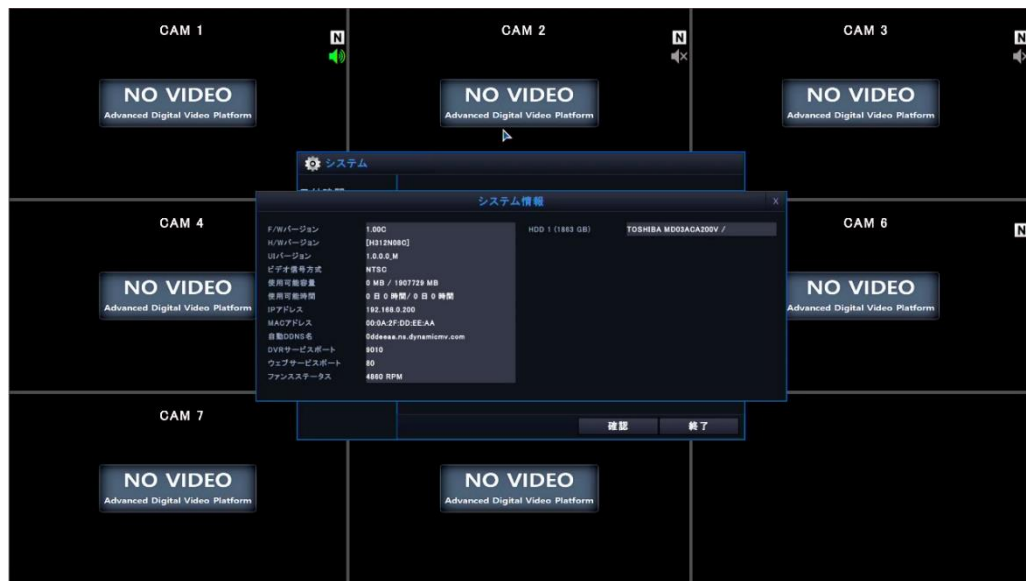 CAM 1
N
NO VIDEO
Advanced Digital Video Platform
CAM 2
N
NO VIDEO
Advanced Digital Video Platform
CAM 3
N
NO VIDEO
Advanced Digital Video Platform
システム
システム情報 X
F/Wバージョン 1.00C
H/Wバージョン [H312N08C]
UIバージョン 1.0.0.0_M
ビデオ信号方式 NTSC
使用可能容量 0 MB / 1907729 MB
使用可能時間 0 日 0 時間/ 0 日 0 時間
IPアドレス 192.168.0.200
MACアドレス 00:0A:2F:DD:EE:AA
自動DDNS名 0ddeeaa.ns.dynamicmv.com
DVRサービスポート 9010
ウェブサービスポート 80
ファンステータス 4860 RPM
HDD 1 (1863 GB) TOSHIBA MD03ACA200V /
確認 終了
CAM 4
NO VIDEO
Advanced Digital Video Platform
CAM 6
N
NO VIDEO
Advanced Digital Video Platform
CAM 7
NO VIDEO
Advanced Digital Video Platform
NO VIDEO
Advanced Digital Video Platform